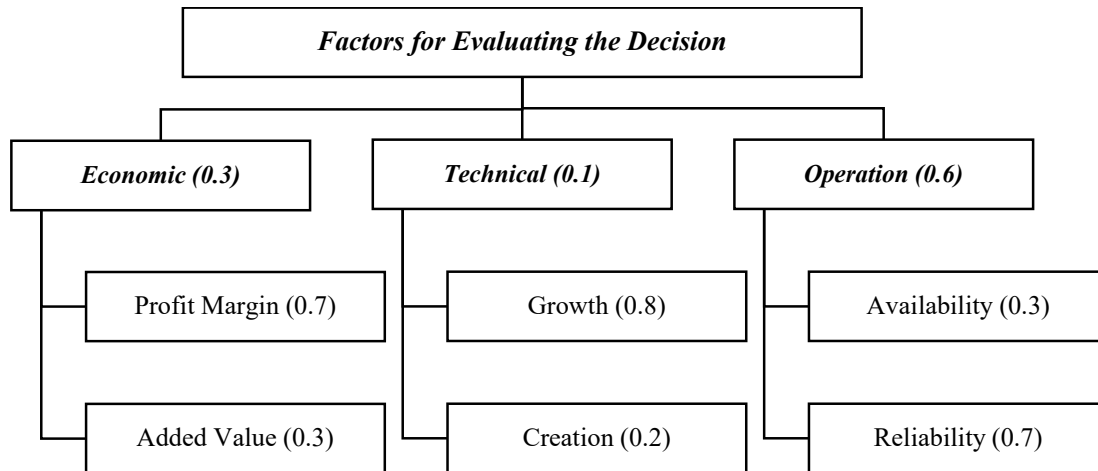 Factors for Evaluating the Decision
Economic (0.3)
Technical (0.1)
Operation (0.6)
Profit Margin (0.7)
Growth (0.8)
Availability (0.3)
Added Value (0.3)
Creation (0.2)
Reliability (0.7)